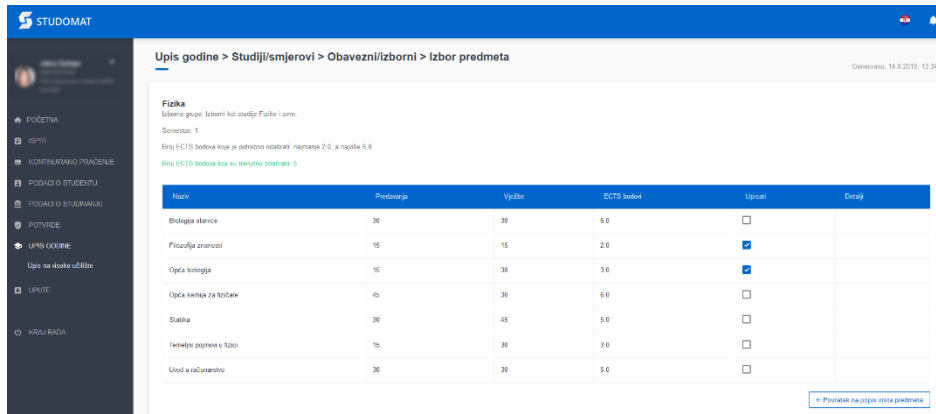 STUDOMAT
Upis godine > Studiji/smjerovi > Obavezni/izborni > Izbor predmeta
Generirano: 14.8.2019. 13:34
Fizika
Izborna grupa: Izborni kol.studija Fizike I.sem.
Semestar: 1
Broj ECTS bodova koje je potrebno odabrati: najmanje 2.0, a najviše 6.0.
Broj ECTS bodova koji su trenutno odabrani: 5
POČETNA
ISPITI
KONTINUIRANO PRAĆENJE
PODACI O STUDENTU
PODACI O STUDIRANJU
POTVRDE
UPIS GODINE
Upis na visoko učilište
UPUTE
KRAJ RADA
Naziv Predavanja Vježbe ECTS bodovi Upisati Detalji
Biologija stanice 30 30 6.0
Filozofija znanosti 15 15 2.0
Opća biologija 15 30 3.0
Opća kemija za fizičare 45 30 6.0
Statika 30 45 5.0
Temeljni pojmovi u fizici 15 30 3.0
Uvod u računarstvo 30 30 5.0
Povratak na popis vrsta predmeta